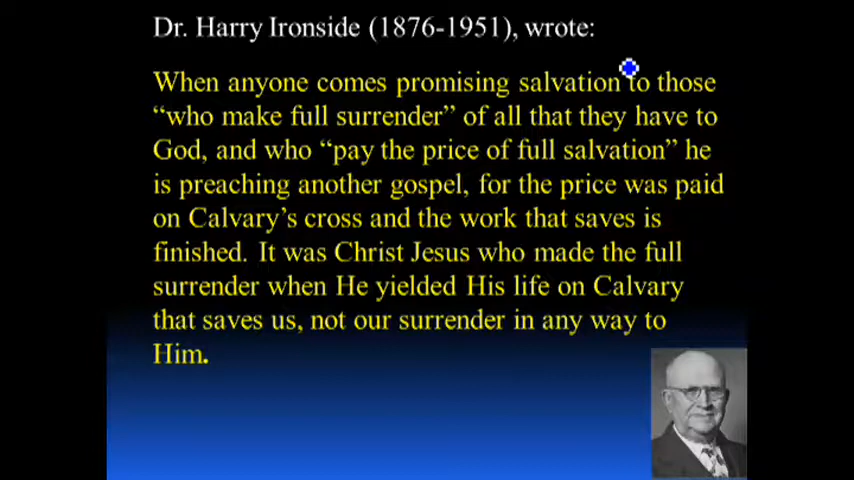 Dr. Harry Ironside (1876-1951), wrote:
When anyone comes promising salvation to those
“who make full surrender” of all that they have to
God, and who “pay the price of full salvation” he
is preaching another gospel, for the price was paid
on Calvary’s cross and the work that saves is
finished. It was Christ Jesus who made the full
surrender when He yielded His life on Calvary
that saves us, not our surrender in any way to
Him.